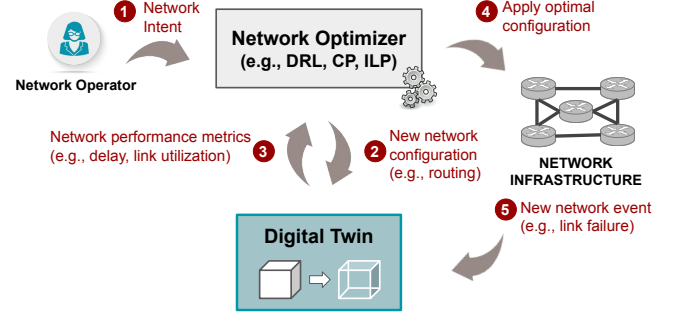 1 Network
Intent
Network Operator
Network Optimizer
(e.g., DRL, CP, ILP)
4 Apply optimal
configuration
NETWORK
INFRASTRUCTURE
Network performance metrics
(e.g., delay, link utilization) 3
2 New network
configuration
(e.g., routing)
5 New network event
(e.g., link failure)
Digital Twin